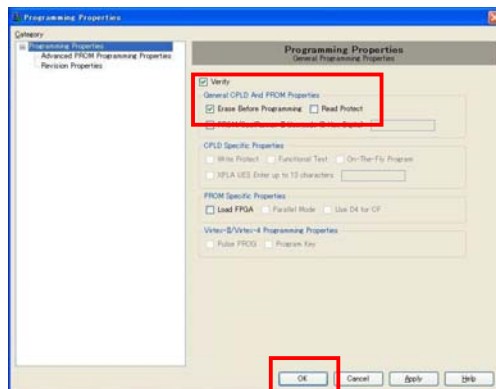 Programming Properties
Category
Programming Properties
Advanced PROM Programming Properties
Revision Properties
Programming Properties
General Programming Properties
Verify
General CPLD And PROM Properties
Erase Before Programming Read Protect
CPLD Specific Properties
Write Protect Functional Test On-The-Fly Program
XPLA UES Enter up to 13 characters
PROM Specific Properties
Load FPGA Parallel Mode Use D4 for CF
Virtex-II/Virtex-4 Programming Properties
Pulse PROG Program Key
OK Cancel Apply Help